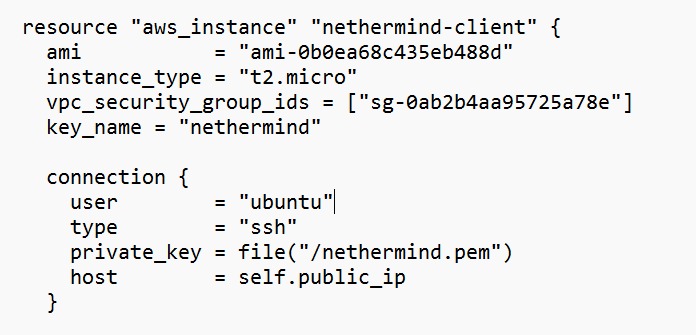 resource "aws_instance" "nethermind-client" {
  ami           = "ami-0b0ea68c435eb488d"
  instance_type = "t2.micro"
  vpc_security_group_ids = ["sg-0ab2b4aa95725a78e"]
  key_name = "nethermind"

  connection {
    user        = "ubuntu"
    type        = "ssh"
    private_key = file("/nethermind.pem")
    host        = self.public_ip
  }